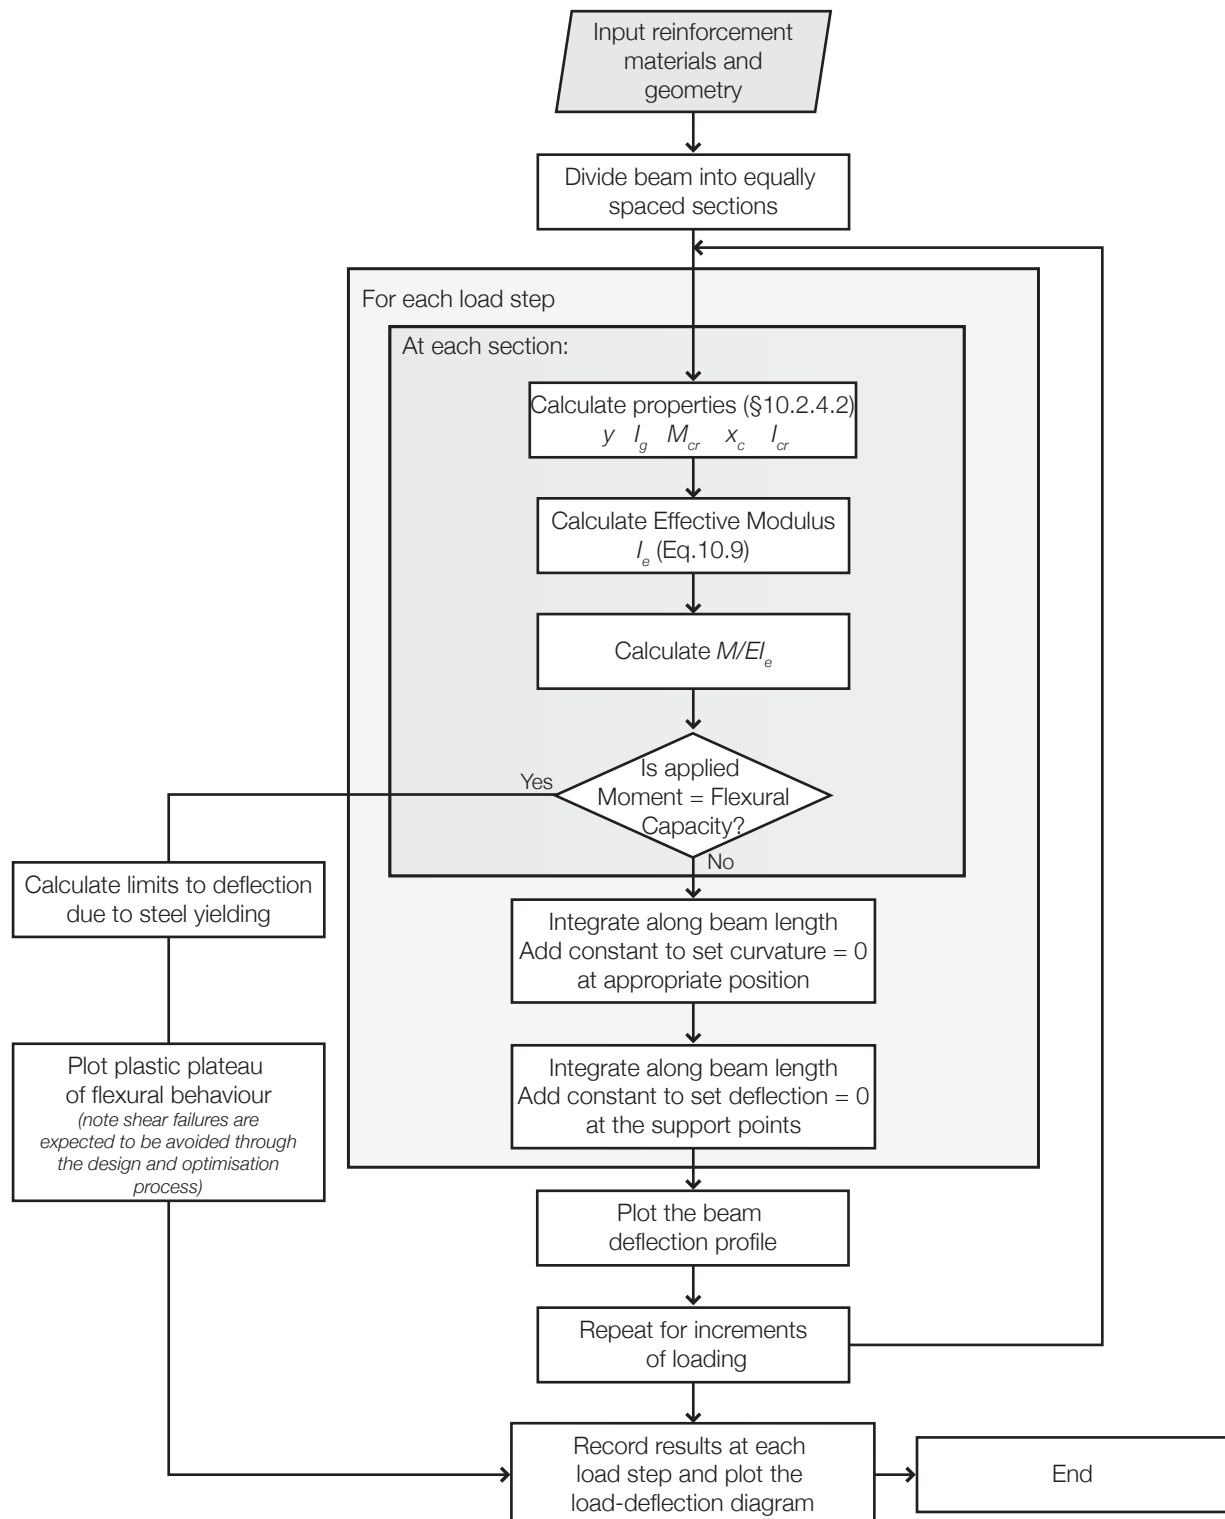 Input reinforcement
materials and
geometry
Divide beam into equally
spaced sections
For each load step
At each section:
Calculate properties (§10.2.4.2)
y I_g M_cr x_c I_cr
Calculate Effective Modulus
I_e (Eq.10.9)
Calculate M/EI_e
Is applied
Moment = Flexural
Capacity?
Yes
No
Calculate limits to deflection
due to steel yielding
Integrate along beam length
Add constant to set curvature = 0
at appropriate position
Plot plastic plateau
of flexural behaviour
(note shear failures are
expected to be avoided through
the design and optimisation
process)
Integrate along beam length
Add constant to set deflection = 0
at the support points
Plot the beam
deflection profile
Repeat for increments
of loading
Record results at each
load step and plot the
load-deflection diagram
End